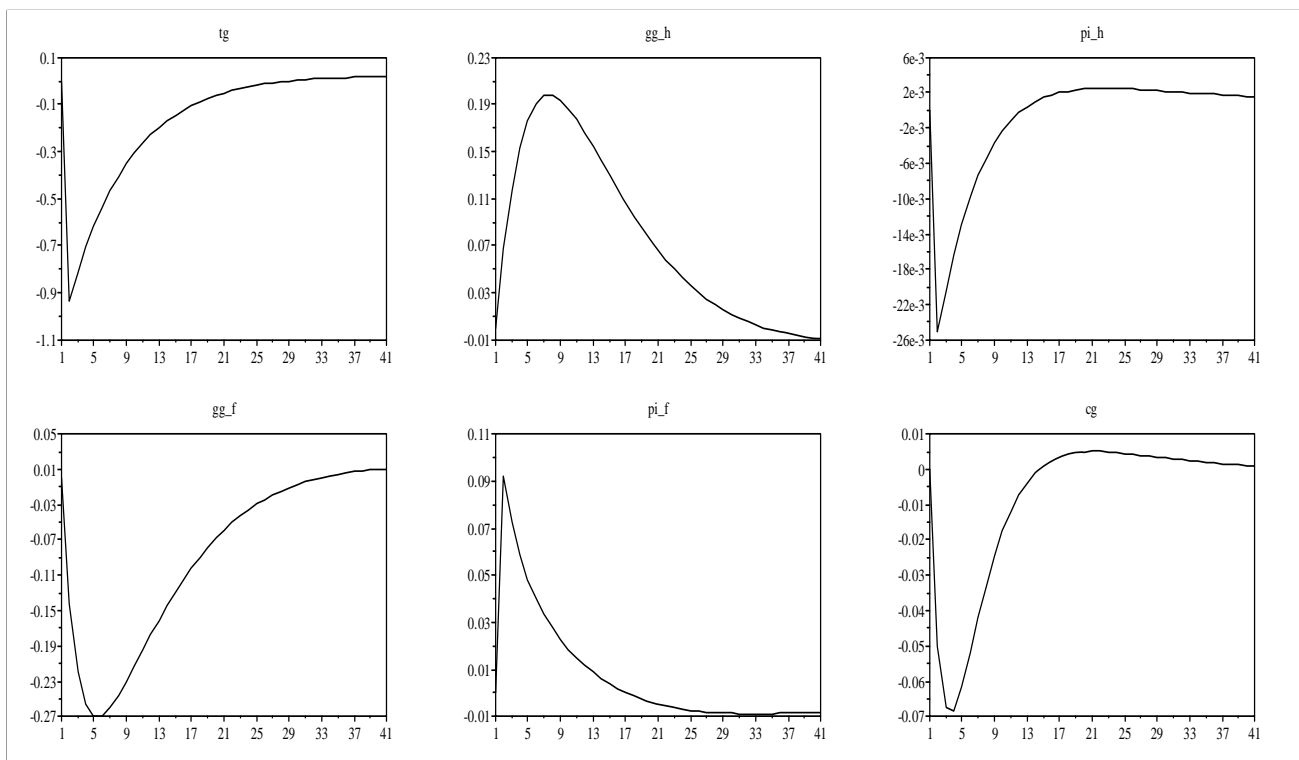 tg
0.1
-0.1
-0.3
-0.5
-0.7
-0.9
-1.1
1 5 9 13 17 21 25 29 33 37 41
gg_h
0.23
0.19
0.15
0.11
0.07
0.03
-0.01
1 5 9 13 17 21 25 29 33 37 41
pi_h
6e-3
2e-3
-2e-3
-6e-3
-10e-3
-14e-3
-18e-3
-22e-3
-26e-3
1 5 9 13 17 21 25 29 33 37 41
gg_f
0.05
0.01
-0.03
-0.07
-0.11
-0.15
-0.19
-0.23
-0.27
1 5 9 13 17 21 25 29 33 37 41
pi_f
0.11
0.09
0.07
0.05
0.03
0.01
-0.01
1 5 9 13 17 21 25 29 33 37 41
cg
0.01
0
-0.01
-0.02
-0.03
-0.04
-0.05
-0.06
-0.07
1 5 9 13 17 21 25 29 33 37 41